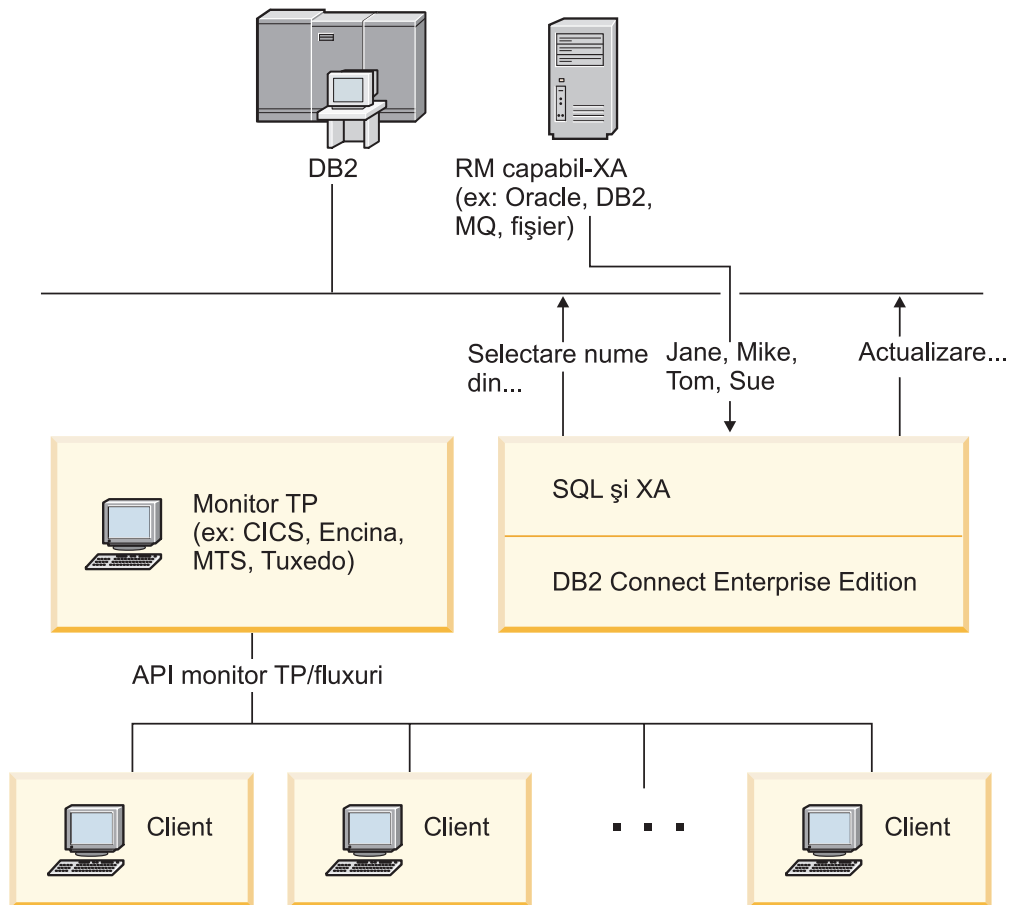 DB2
RM capabil-XA
(ex: Oracle, DB2,
MQ, fişier)
Selectare nume
din...
Jane, Mike,
Tom, Sue
Actualizare...
Monitor TP
(ex: CICS, Encina,
MTS, Tuxedo)
SQL şi XA
DB2 Connect Enterprise Edition
API monitor TP/fluxuri
Client
Client
Client